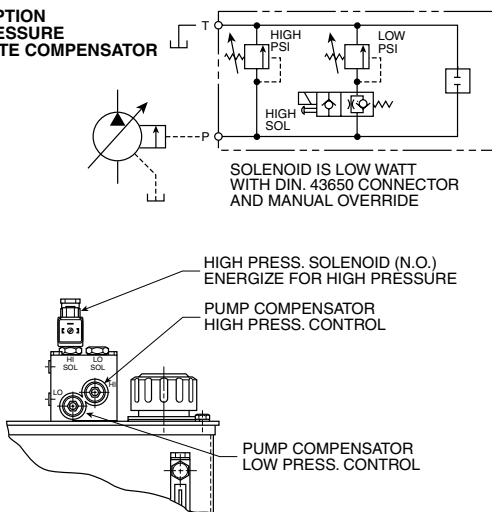 PTION
ESSURE
TE COMPENSATOR
T
HIGH
PSI
LOW
PSI
HIGH
SOL
P
SOLENOID IS LOW WATT
WITH DIN. 43650 CONNECTOR
AND MANUAL OVERRIDE
HIGH PRESS. SOLENOID (N.O.)
ENERGIZE FOR HIGH PRESSURE
PUMP COMPENSATOR
HIGH PRESS. CONTROL
HI
SOL
LO
SOL
LO
HI
PUMP COMPENSATOR
LOW PRESS. CONTROL